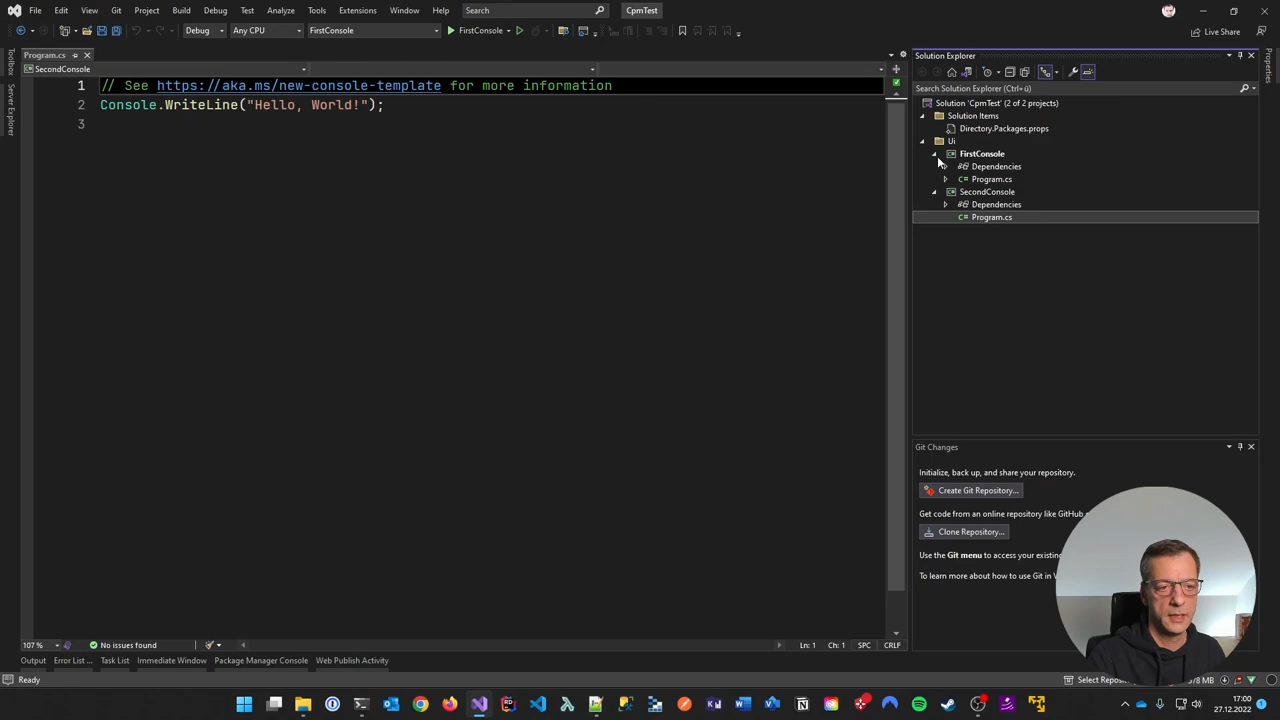 File Edit View Git Project Build Debug Test Analyze Tools Extensions Window Help Search CpmTest
Debug Any CPU FirstConsole FirstConsole Live Share
Program.cs
SecondConsole
1 // See https://aka.ms/new-console-template for more information
2 Console.WriteLine("Hello, World!");
3
Toolbox
Server Explorer
Solution Explorer
Search Solution Explorer (Ctrl+ü)
Solution 'CpmTest' (2 of 2 projects)
Solution Items
Directory.Packages.props
Ui
FirstConsole
Dependencies
C# Program.cs
SecondConsole
Dependencies
C# Program.cs
Properties
Git Changes
Initialize, back up, and share your repository.
Create Git Repository...
Get code from an online repository like GitHub
Clone Repository...
Use the Git menu to access your existing
To learn more about how to use Git in
107 % No issues found Ln: 1 Ch: 1 SPC CRLF
Output Error List ... Task List Immediate Window Package Manager Console Web Publish Activity
Ready Select Repo
17:00
27.12.2022